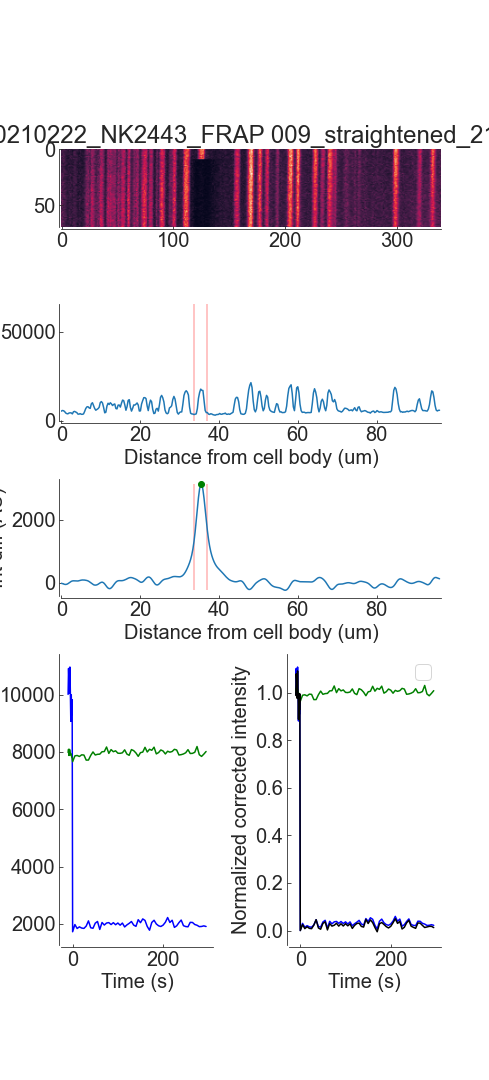 0210222_NK2443_FRAP 009_straightened_21
0
50
0 100 200 300
50000
0
0 20 40 60 80
Distance from cell body (um)
2000
0
0 20 40 60 80
Distance from cell body (um)
10000
8000
6000
4000
2000
0 200
Time (s)
Normalized corrected intensity
1.0
0.8
0.6
0.4
0.2
0.0
0 200
Time (s)